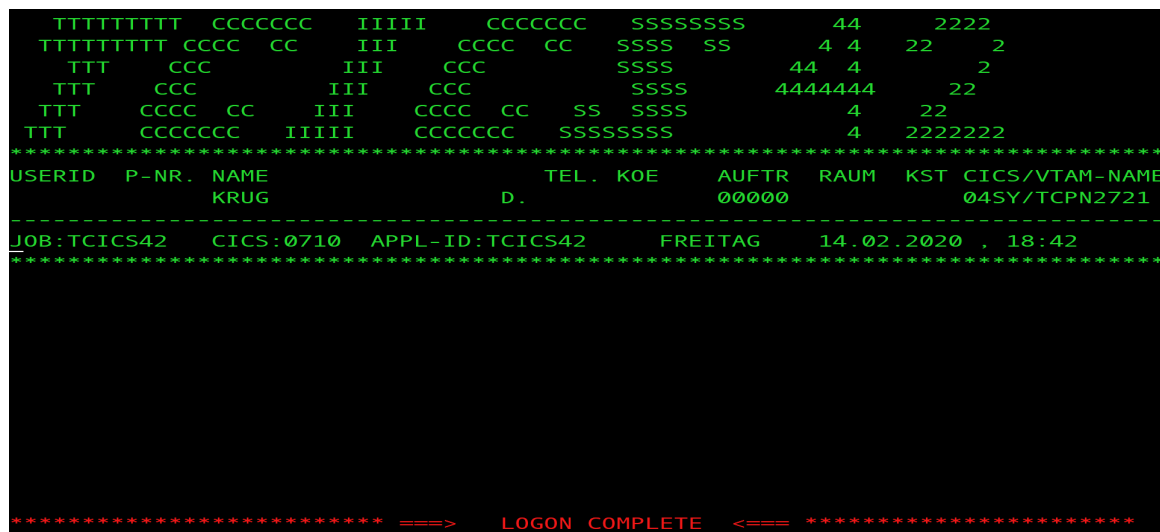 TTTTTTTTT  CCCCCCC   IIIII    CCCCCCC   SSSSSSSS      44     2222
  TTTTTTTTT CCCC  CC    III    CCCC  CC   SSSS  SS      4 4   22    2
    TTT    CCC         III    CCC         SSSS        44  4        2
   TTT    CCC         III    CCC           SSSS      4444444     22
  TTT    CCCC  CC    III    CCCC  CC   SS  SSSS          4    22
 TTT     CCCCCCC   IIIII    CCCCCCC   SSSSSSSS            4   2222222
********************************************************************************
USERID  P-NR. NAME                   TEL. KOE    AUFTR  RAUM  KST CICS/VTAM-NAME
              KRUG                D.             00000            04SY/TCPN2721
--------------------------------------------------------------------------------
JOB:TCICS42   CICS:0710  APPL-ID:TCICS42     FREITAG    14.02.2020 , 18:42
********************************************************************************
************************** ===>   LOGON COMPLETE  <=== ***********************